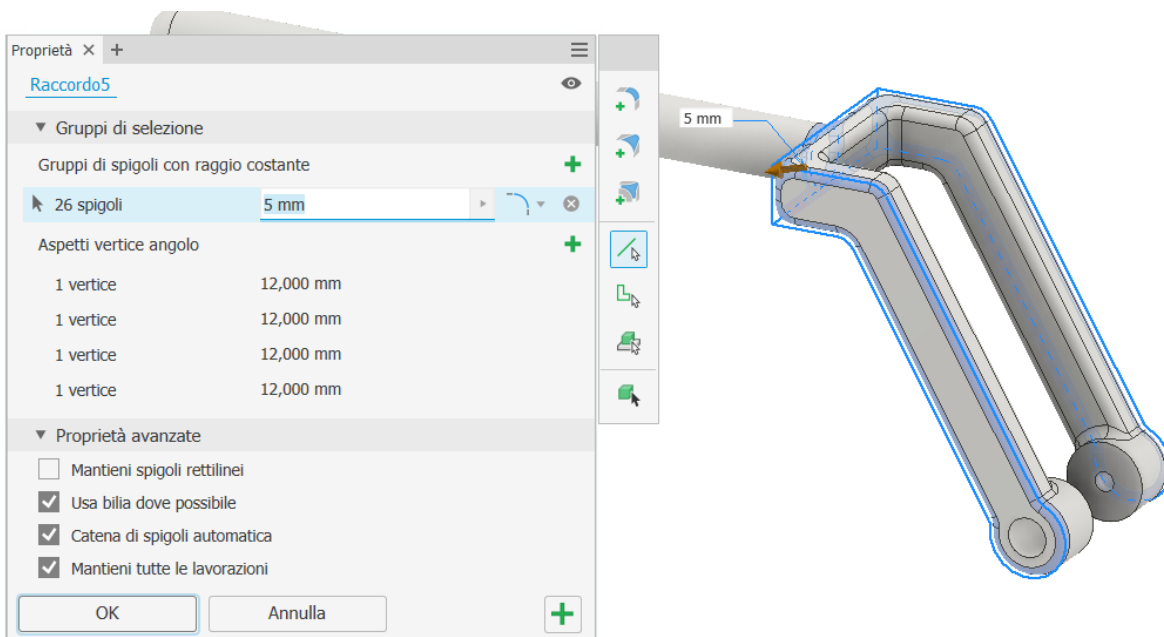 Proprietà
Raccordo5
Gruppi di selezione
Gruppi di spigoli con raggio costante
26 spigoli 5 mm
Aspetti vertice angolo
1 vertice 12,000 mm
1 vertice 12,000 mm
1 vertice 12,000 mm
1 vertice 12,000 mm
Proprietà avanzate
Mantieni spigoli rettilinei
Usa bilia dove possibile
Catena di spigoli automatica
Mantieni tutte le lavorazioni
OK Annulla
5 mm